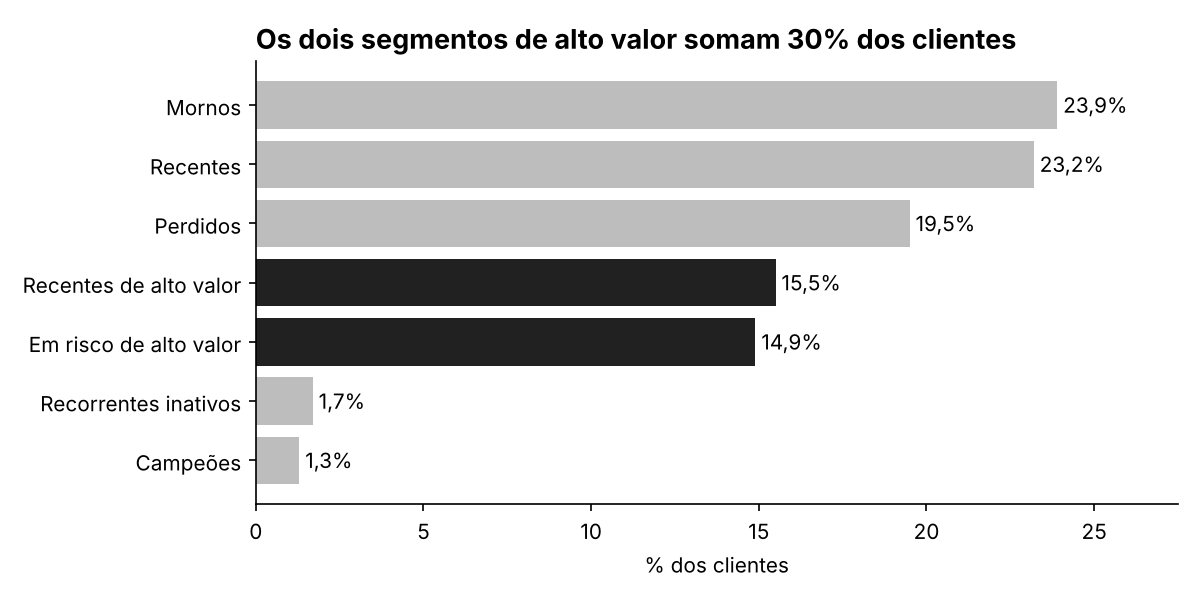 Os dois segmentos de alto valor somam 30% dos clientes
Mornos 23,9%
Recentes 23,2%
Perdidos 19,5%
Recentes de alto valor 15,5%
Em risco de alto valor 14,9%
Recorrentes inativos 1,7%
Campeões 1,3%
0 5 10 15 20 25
% dos clientes